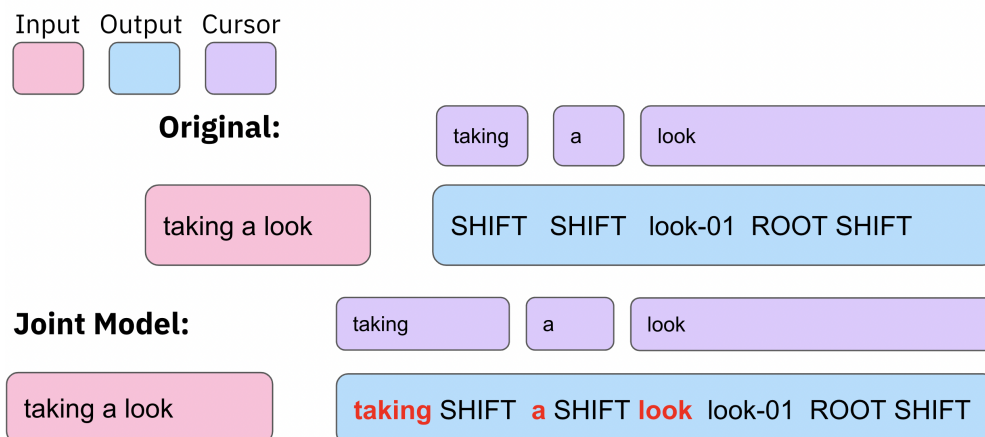 Input Output Cursor
Original:
taking a look
taking a look
SHIFT SHIFT look-01 ROOT SHIFT
Joint Model:
taking a look
taking a look
taking SHIFT a SHIFT look look-01 ROOT SHIFT